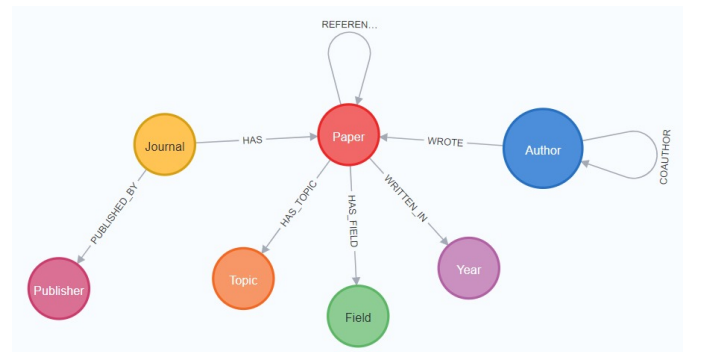 REFEREN...
Journal
HAS
Paper
WROTE
Author
COAUTHOR
PUBLISHED_BY
HAS_TOPIC
HAS_FIELD
WRITTEN_IN
Publisher
Topic
Field
Year